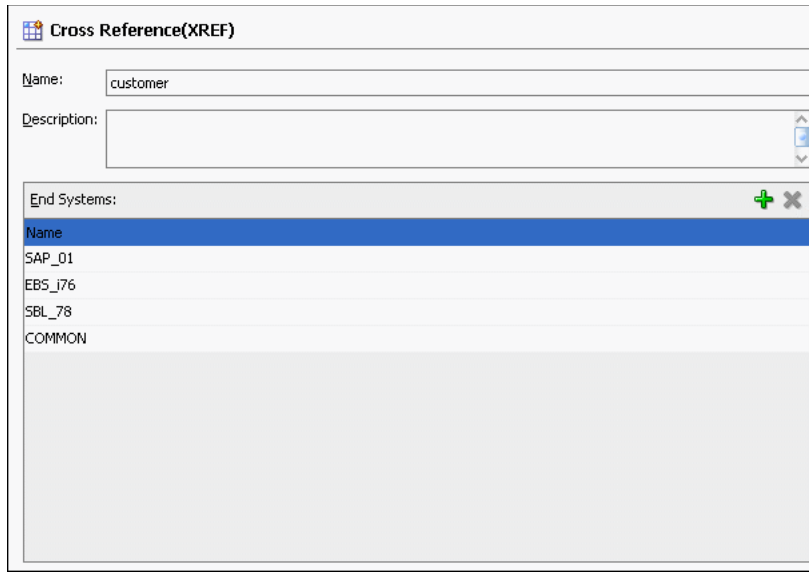 Cross Reference(XREF)
Name: customer
Description:
End Systems:
Name
SAP_01
EBS_i76
SBL_78
COMMON